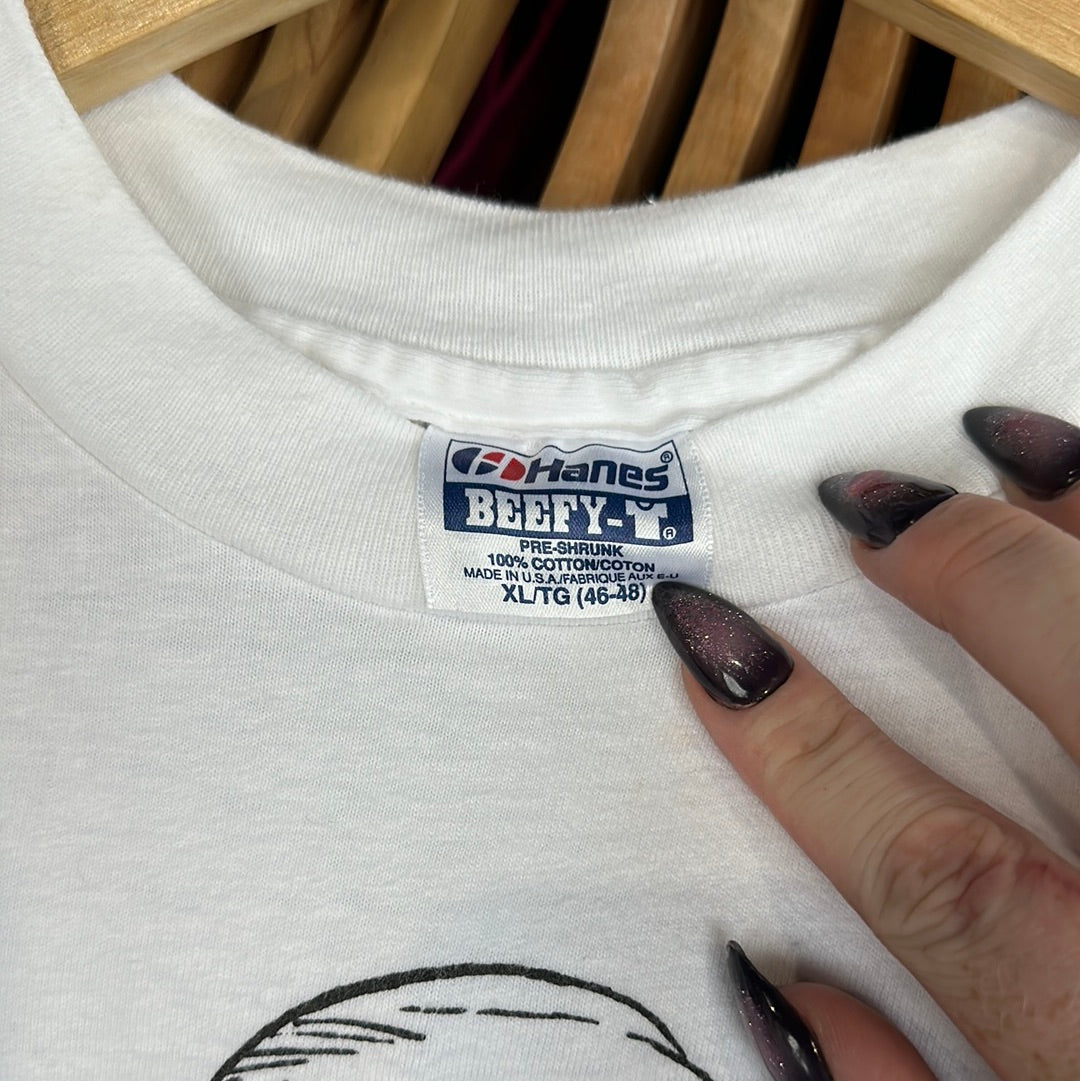 Hanes®
BEEFY-T®
PRE-SHRUNK
100% COTTON/COTON
MADE IN U.S.A./FABRIQUE AUX E-U
XL/TG (46-48)